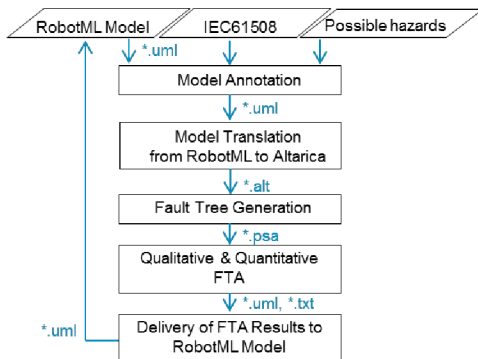 RobotML Model
IEC61508
Possible hazards
*.uml
Model Annotation
*.uml
Model Translation
from RobotML to Altarica
*.alt
Fault Tree Generation
*.psa
Qualitative & Quantitative
FTA
*.uml, *.txt
*.uml
Delivery of FTA Results to
RobotML Model